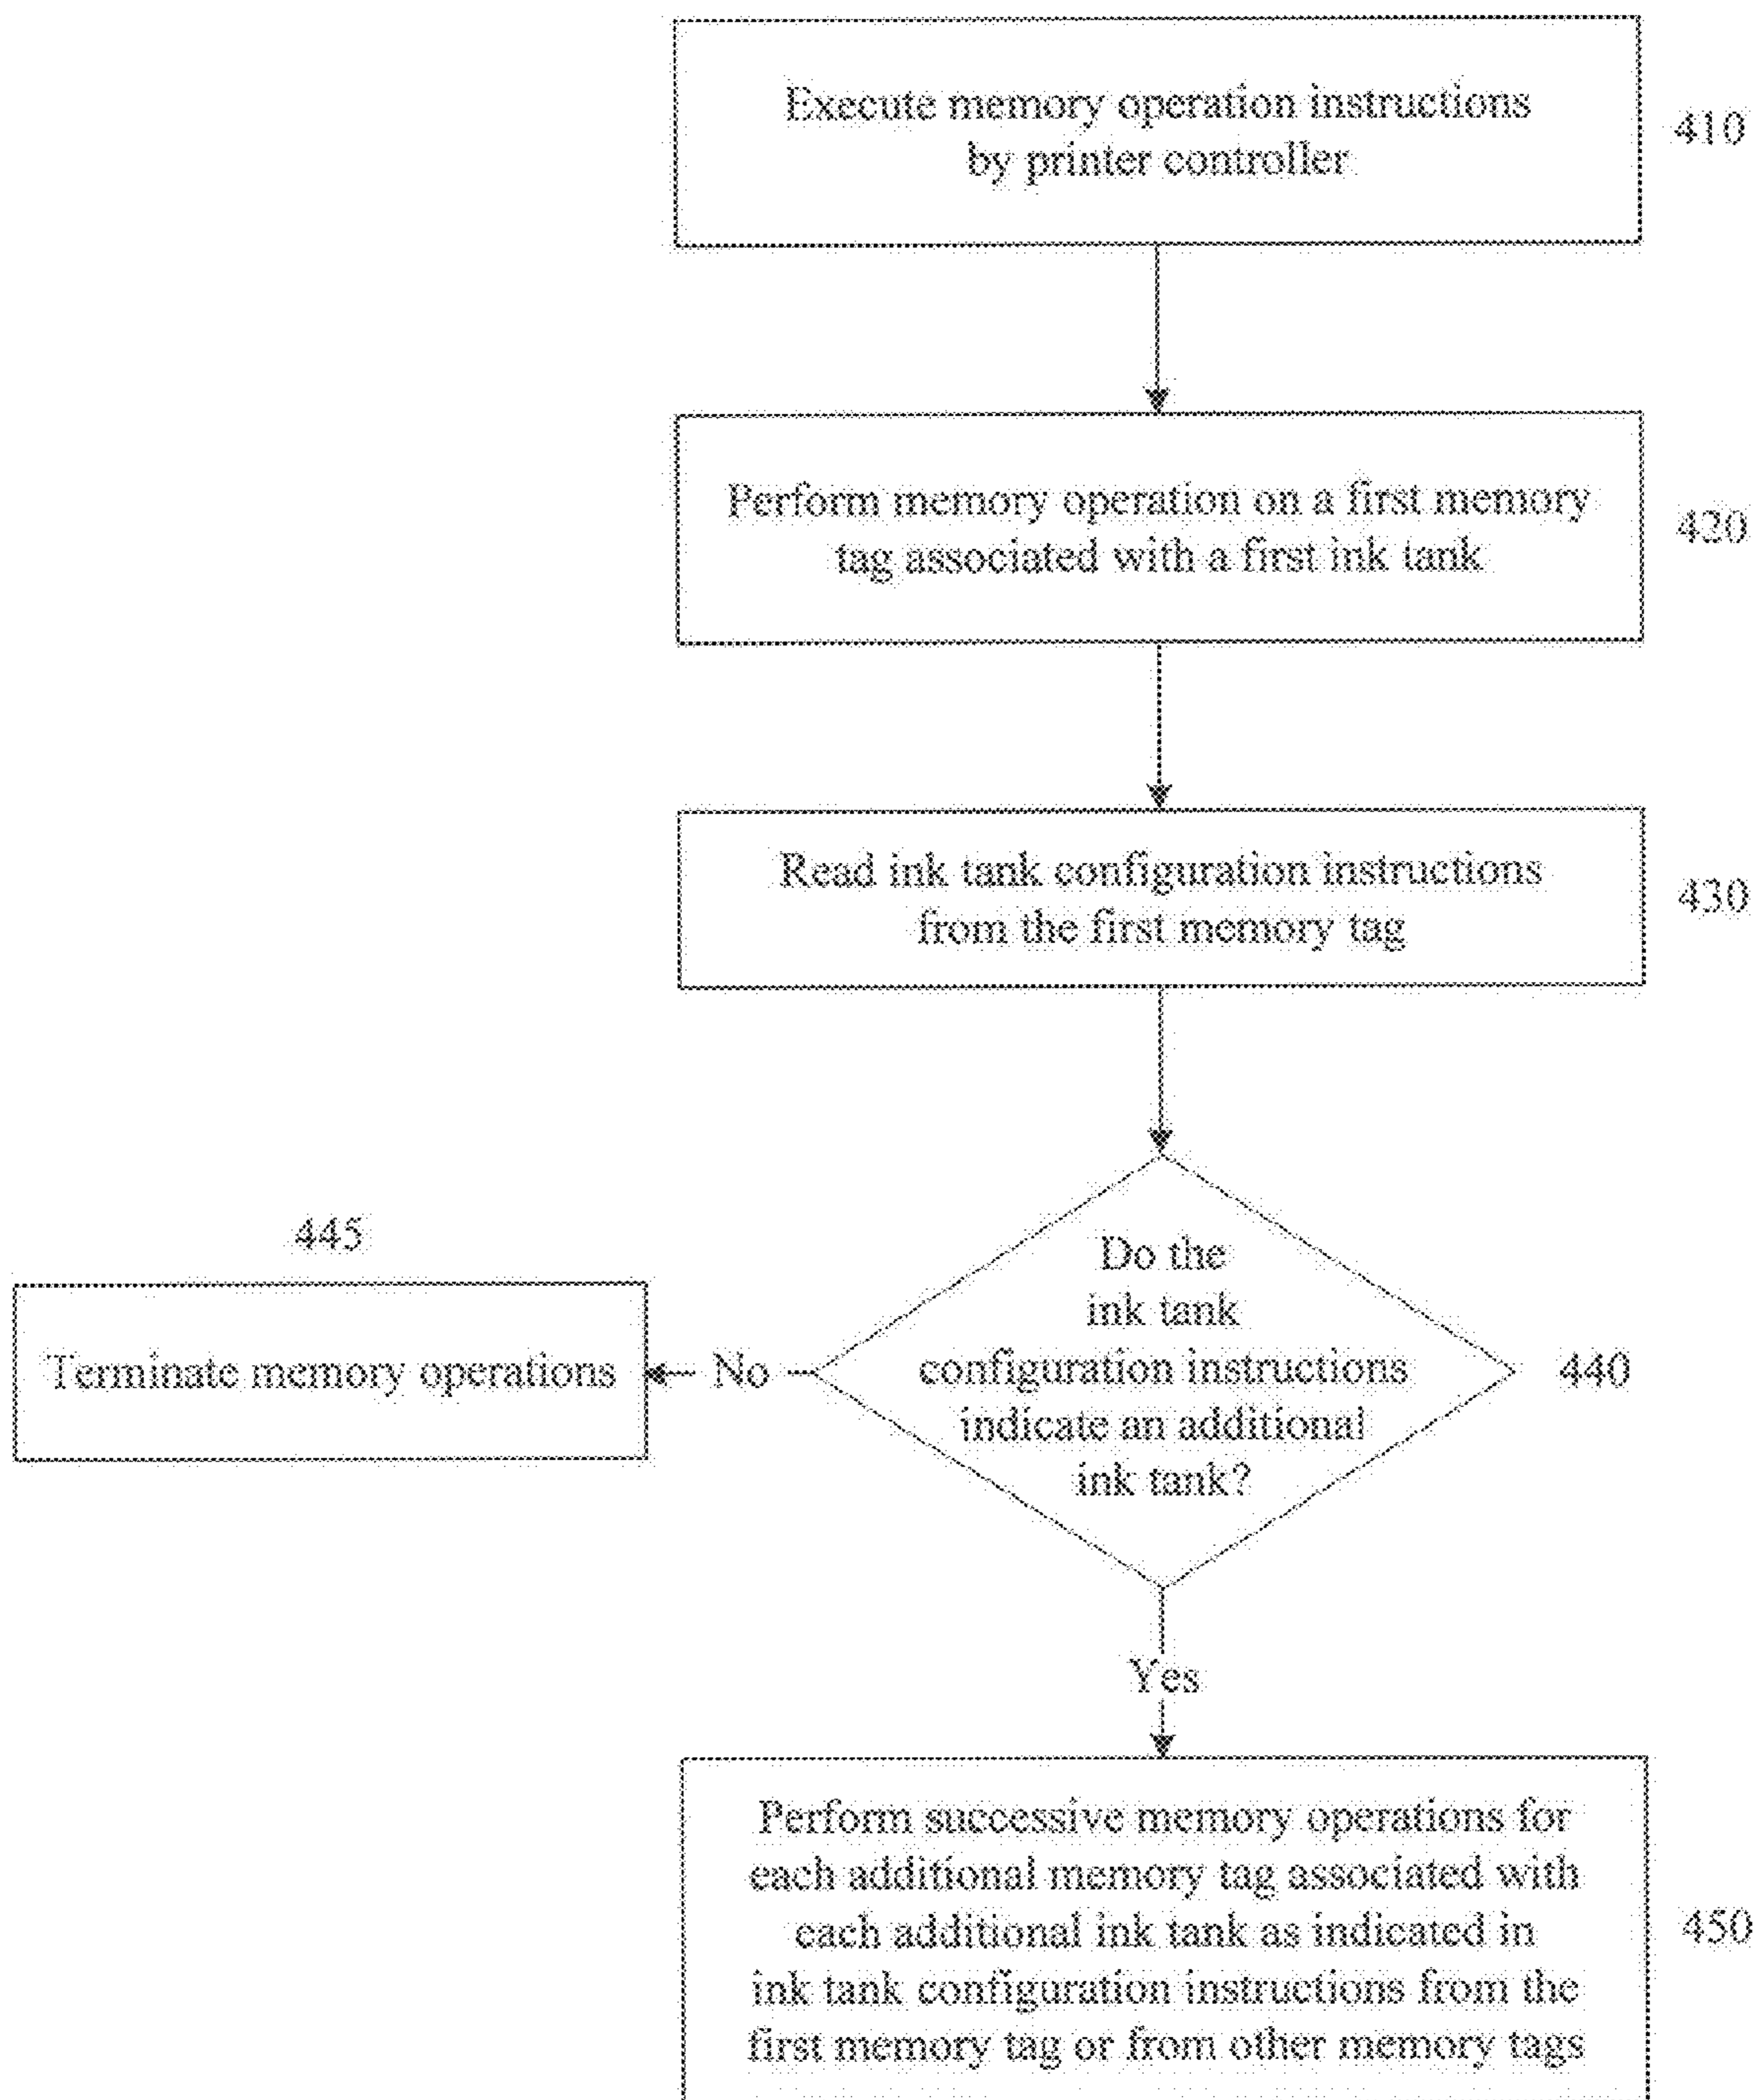 Execute memory operation instructions
by printer controller
410
Perform memory operation on a first memory
tag associated with a first ink tank
420
Read ink tank configuration instructions
from the first memory tag
430
445
Terminate memory operations
No
Do the
ink tank
configuration instructions
indicate an additional
ink tank?
440
Yes
Perform successive memory operations for
each additional memory tag associated with
each additional ink tank as indicated in
ink tank configuration instructions from the
first memory tag or from other memory tags
450